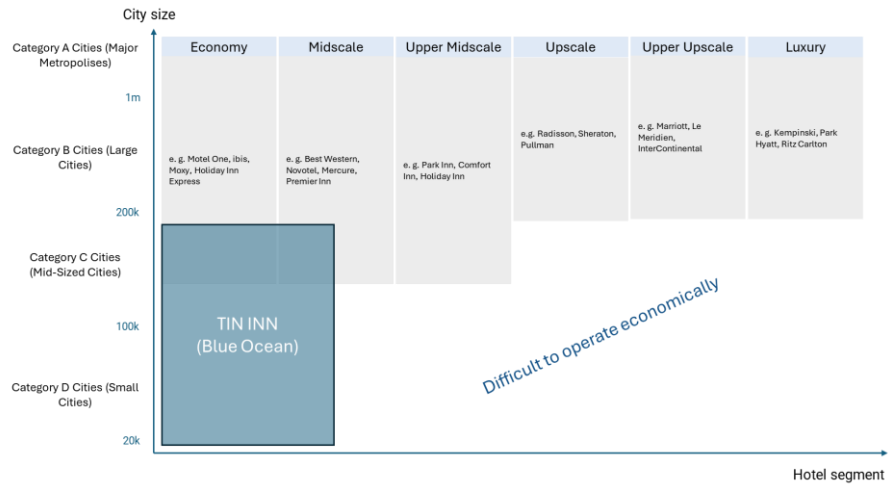 City size
Category A Cities (Major
Metropolises)
Economy
Midscale
Upper Midscale
Upscale
Upper Upscale
Luxury
1m
Category B Cities (Large
Cities)
e. g. Motel One, ibis,
Moxy, Holiday Inn
Express
e. g. Best Western,
Novotel, Mercure,
Premier Inn
e. g. Park Inn, Comfort
Inn, Holiday Inn
e.g. Radisson, Sheraton,
Pullman
e. g. Marriott, Le
Meridien,
InterContinental
e. g. Kempinski, Park
Hyatt, Ritz Carlton
200k
Category C Cities
(Mid-Sized Cities)
100k
TIN INN
(Blue Ocean)
Difficult to operate economically
Category D Cities (Small
Cities)
20k
Hotel segment